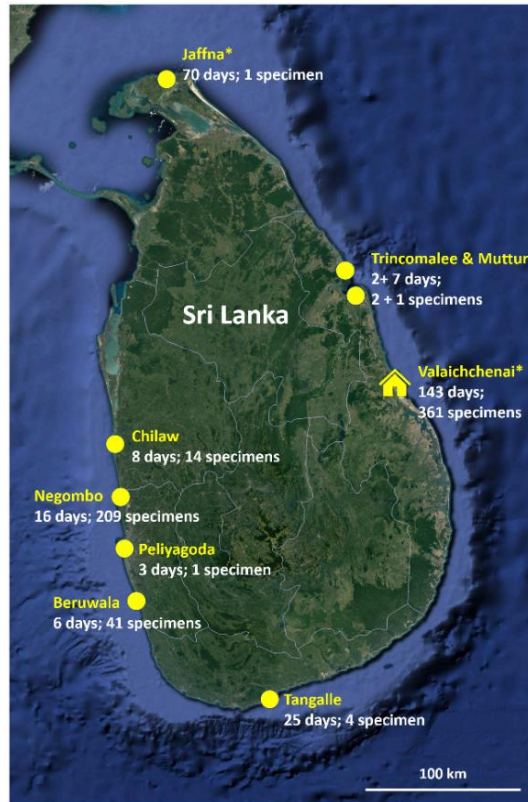 Jaffna*
70 days; 1 specimen
Trincomalee & Muttur
2+ 7 days;
2 + 1 specimens
Sri Lanka
Valaichchenai*
143 days;
361 specimens
Chilaw
8 days; 14 specimens
Negombo
16 days; 209 specimens
Peliyagoda
3 days; 1 specimen
Beruwala
6 days; 41 specimens
Tangalle
25 days; 4 specimen
100 km